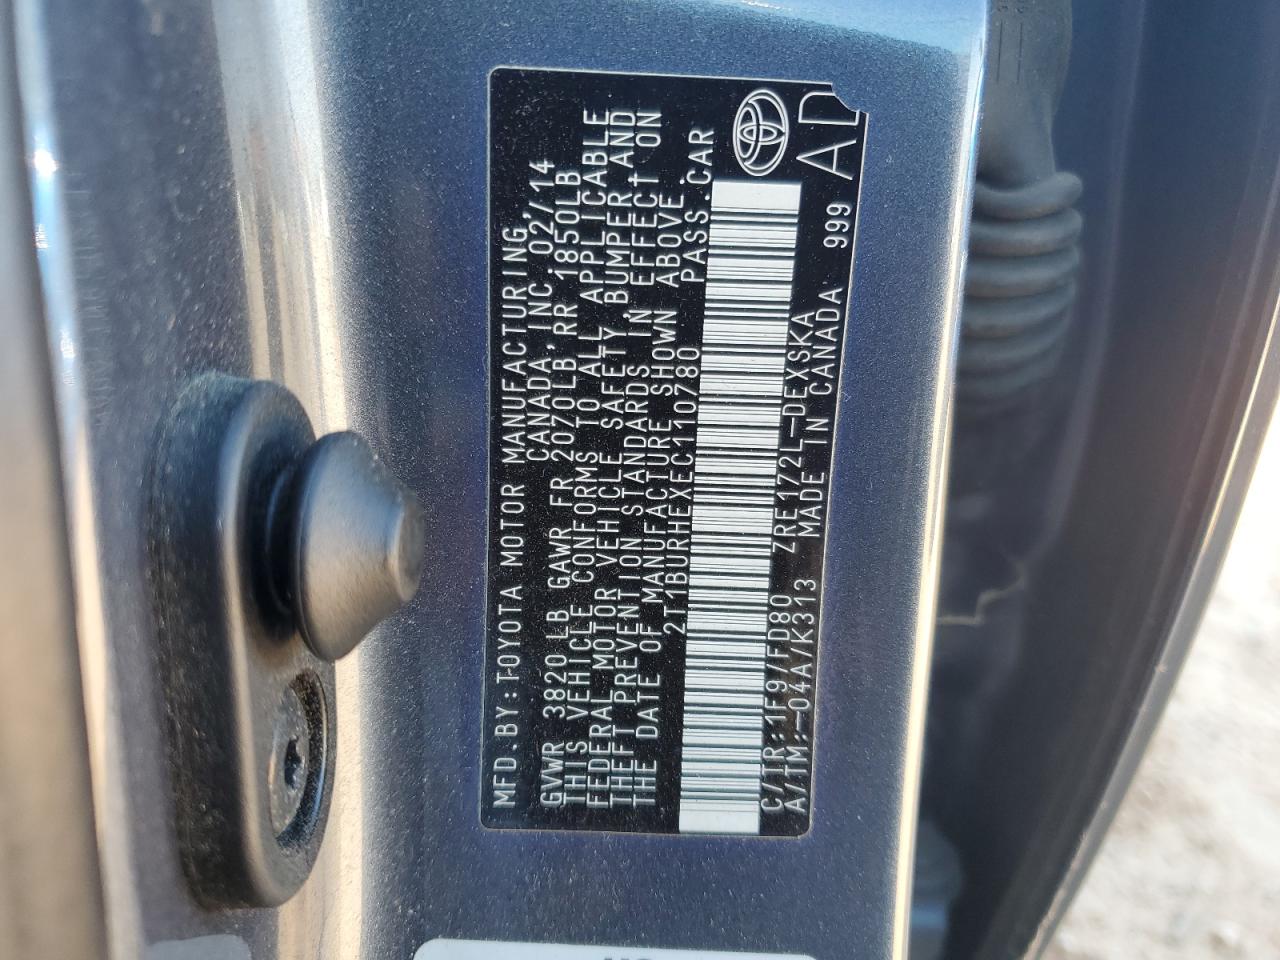 MFD.BY:TOYOTA MOTOR MANUFACTURING,
CANADA,INC.02/14
GVWR 3820LB GAWR FR 2070LB,RR 1850LB
THIS VEHICLE CONFORMS TO ALL APPLICABLE
FEDERAL MOTOR VEHICLE SAFETY, BUMPER AND
THEFT PREVENTION STANDARDS IN EFFECT ON
THE DATE OF MANUFACTURE SHOWN ABOVE.
2T1BURHEXEC110780 PASS.CAR
C/TR:1F9/FD80 ZRE172L-DEXSKA
A/TM:-04A/K313 MADE IN CANADA 999